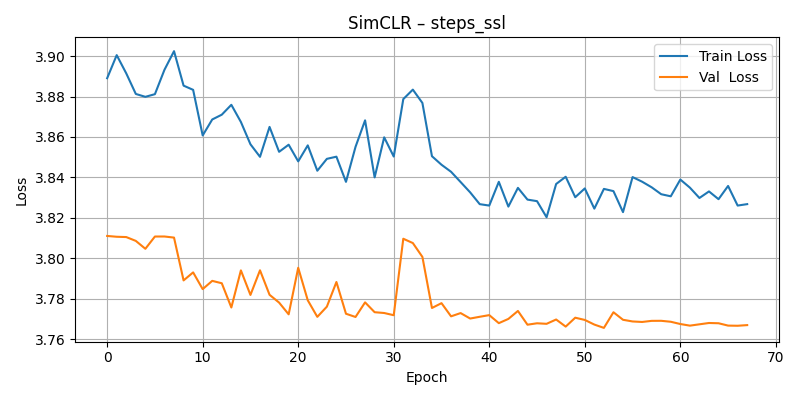 SimCLR – steps_ssl
Train Loss
Val  Loss
Loss
3.90
3.88
3.86
3.84
3.82
3.80
3.78
3.76
0 10 20 30 40 50 60 70
Epoch